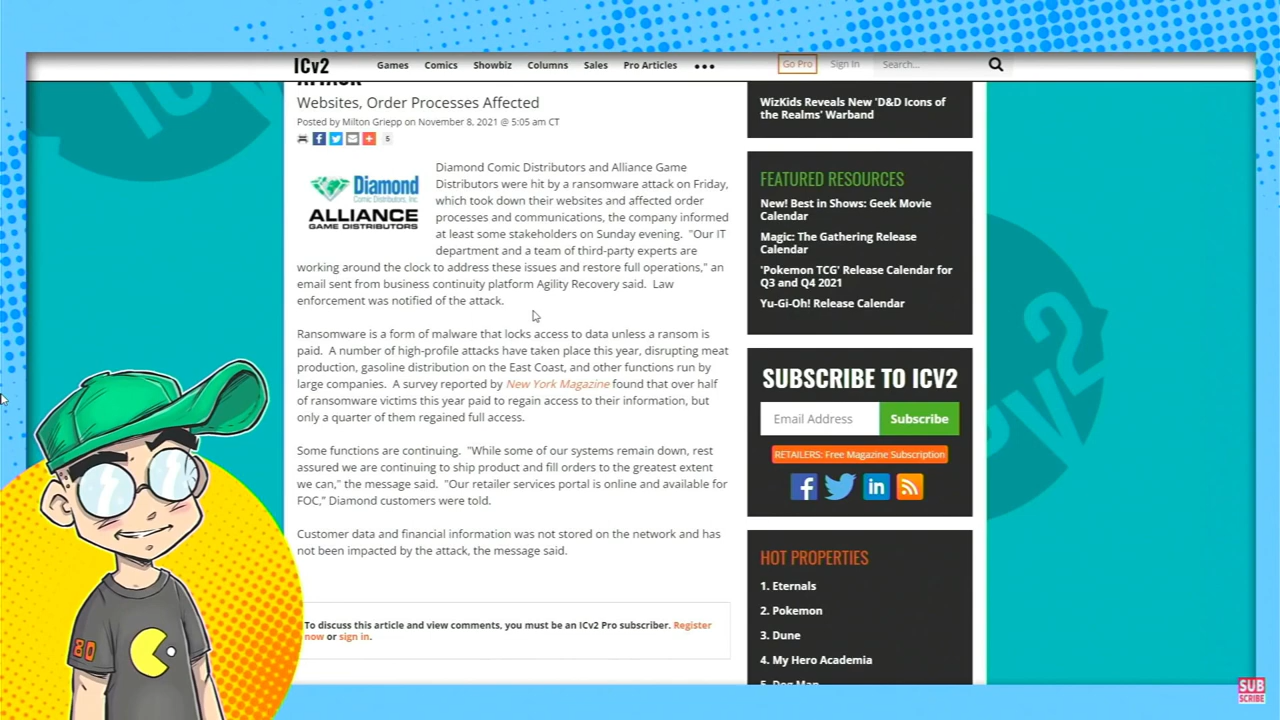 ICv2
Games
Comics
Showbiz
Columns
Sales
Pro Articles
Go Pro
Sign In
Search...
Websites, Order Processes Affected
Posted by Milton Griepp on November 8, 2021 @ 5:05 am CT
5
Diamond
Comic Distributors, Inc.
ALLIANCE
GAME DISTRIBUTORS
Diamond Comic Distributors and Alliance Game
Distributors were hit by a ransomware attack on Friday,
which took down their websites and affected order
processes and communications, the company informed
at least some stakeholders on Sunday evening.  "Our IT
department and a team of third-party experts are
working around the clock to address these issues and restore full operations," an
email sent from business continuity platform Agility Recovery said.  Law
enforcement was notified of the attack.
Ransomware is a form of malware that locks access to data unless a ransom is
paid.  A number of high-profile attacks have taken place this year, disrupting meat
production, gasoline distribution on the East Coast, and other functions run by
large companies.  A survey reported by New York Magazine found that over half
of ransomware victims this year paid to regain access to their information, but
only a quarter of them regained full access.
Some functions are continuing.  "While some of our systems remain down, rest
assured we are continuing to ship product and fill orders to the greatest extent
we can," the message said.  "Our retailer services portal is online and available for
FOC," Diamond customers were told.
Customer data and financial information was not stored on the network and has
not been impacted by the attack, the message said.
To discuss this article and view comments, you must be an ICv2 Pro subscriber. Register
now or sign in.
WizKids Reveals New 'D&D Icons of
the Realms' Warband
FEATURED RESOURCES
New! Best in Shows: Geek Movie
Calendar
Magic: The Gathering Release
Calendar
'Pokemon TCG' Release Calendar for
Q3 and Q4 2021
Yu-Gi-Oh! Release Calendar
SUBSCRIBE TO ICV2
Email Address
Subscribe
RETAILERS: Free Magazine Subscription
HOT PROPERTIES
1. Eternals
2. Pokemon
3. Dune
4. My Hero Academia
5. Dog Man
80
SUB
SCRIBE